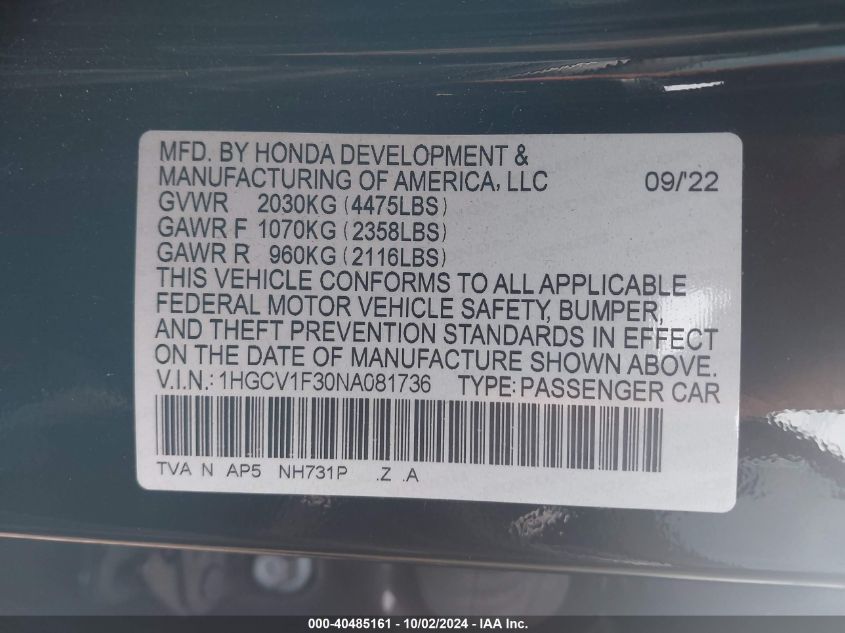 MFD. BY HONDA DEVELOPMENT &
MANUFACTURING OF AMERICA, LLC 09/'22
GVWR 2030KG (4475LBS)
GAWR F 1070KG (2358LBS)
GAWR R 960KG (2116LBS)
THIS VEHICLE CONFORMS TO ALL APPLICABLE
FEDERAL MOTOR VEHICLE SAFETY, BUMPER,
AND THEFT PREVENTION STANDARDS IN EFFECT
ON THE DATE OF MANUFACTURE SHOWN ABOVE.
V.I.N.: 1HGCV1F30NA081736 TYPE: PASSENGER CAR
TVA N AP5 NH731P .Z .A
000-40485161 - 10/02/2024 - IAA Inc.